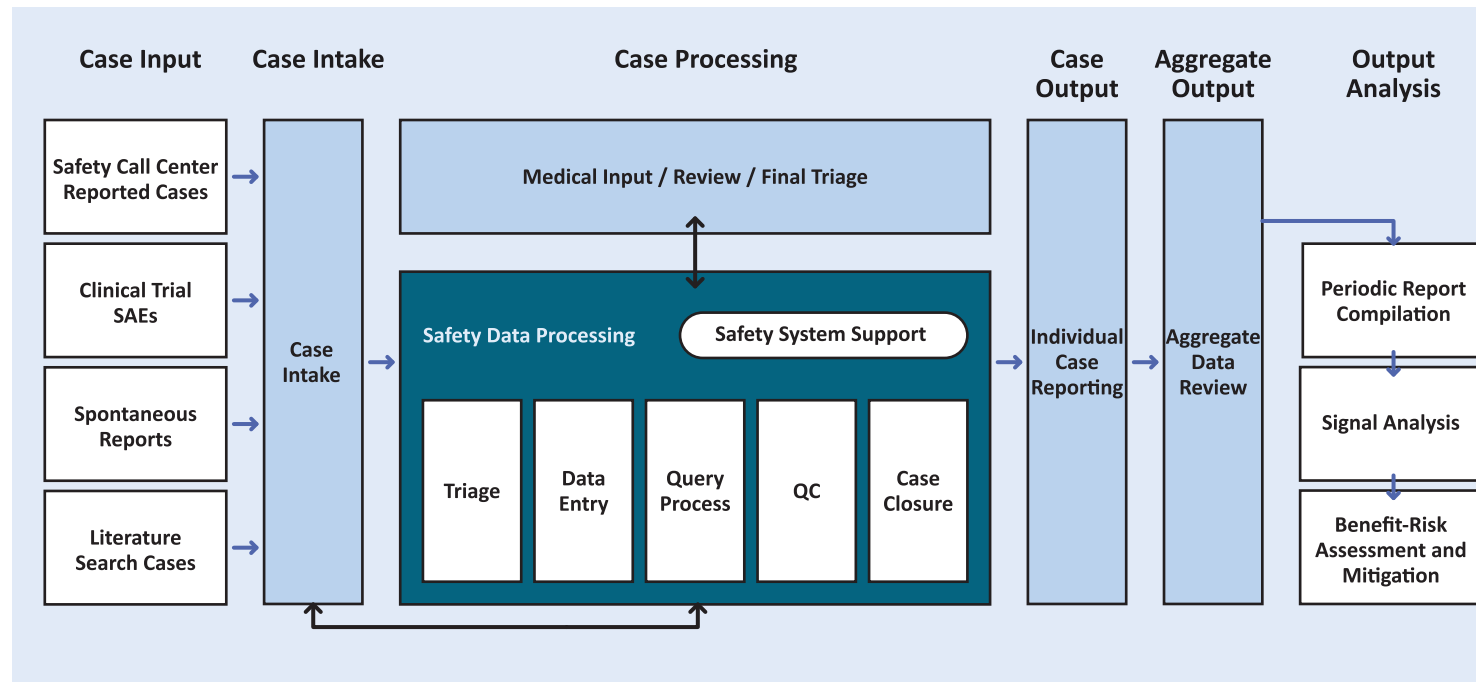 Case Input
Case Intake
Case Processing
Case
Output
Aggregate
Output
Output
Analysis
Safety Call Center
Reported Cases
Clinical Trial
SAEs
Spontaneous
Reports
Literature
Search Cases
Case
Intake
Medical Input / Review / Final Triage
Safety Data Processing
Safety System Support
Triage
Data
Entry
Query
Process
QC
Case
Closure
Individual
Case
Reporting
Aggregate
Data
Review
Periodic Report
Compilation
Signal Analysis
Benefit-Risk
Assessment and
Mitigation